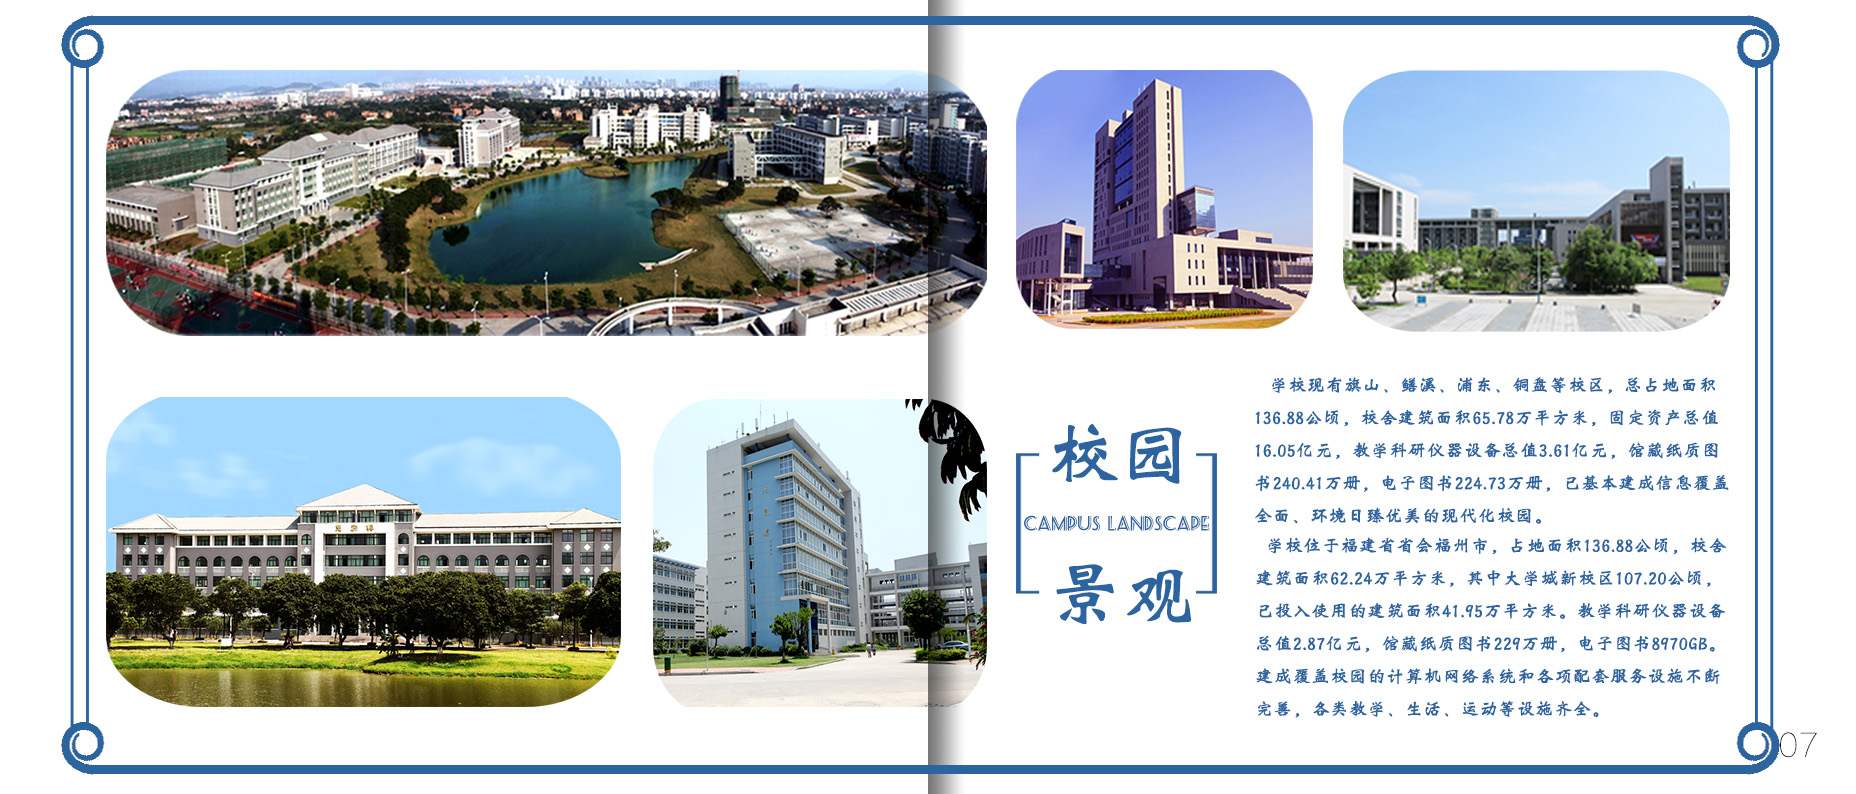 校园
CAMPUS LANDSCAPE
景观
学校现有旗山、鳝溪、浦东、铜盘等校区，总占地面积
136.88公顷，校舍建筑面积65.78万平方米，固定资产总值
16.05亿元，教学科研仪器设备总值3.61亿元，馆藏纸质图
书240.41万册，电子图书224.73万册，已基本建成信息覆盖
全面、环境日臻优美的现代化校园。
学校位于福建省省会福州市，占地面积136.88公顷，校舍
建筑面积62.24万平方米，其中大学城新校区107.20公顷，
已投入使用的建筑面积41.95万平方米。教学科研仪器设备
总值2.87亿元，馆藏纸质图书229万册，电子图书8970GB。
建成覆盖校园的计算机网络系统和各项配套服务设施不断
完善，各类教学、生活、运动等设施齐全。
07